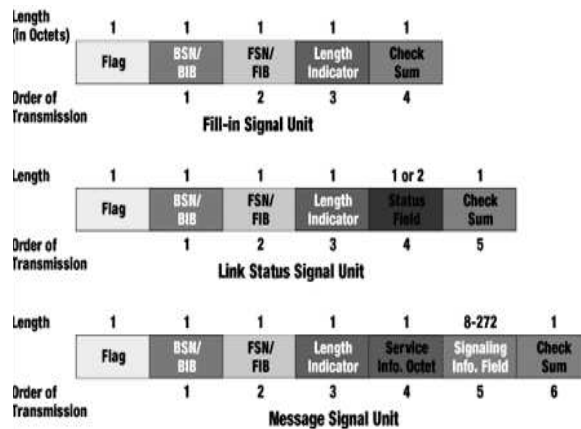 Length
(in Octets) 1 1 1 1 1
Flag BSN/ BIB FSN/ FIB Length Indicator Check Sum
Order of Transmission 1 2 3 4
Fill-in Signal Unit
Length 1 1 1 1 1 or 2 1
Flag BSN/ BIB FSN/ FIB Length Indicator Status Field Check Sum
Order of Transmission 1 2 3 4 5
Link Status Signal Unit
Length 1 1 1 1 1 8-272 1
Flag BSN/ BIB FSN/ FIB Length Indicator Service Info. Octet Signaling Info. Field Check Sum
Order of Transmission 1 2 3 4 5 6
Message Signal Unit